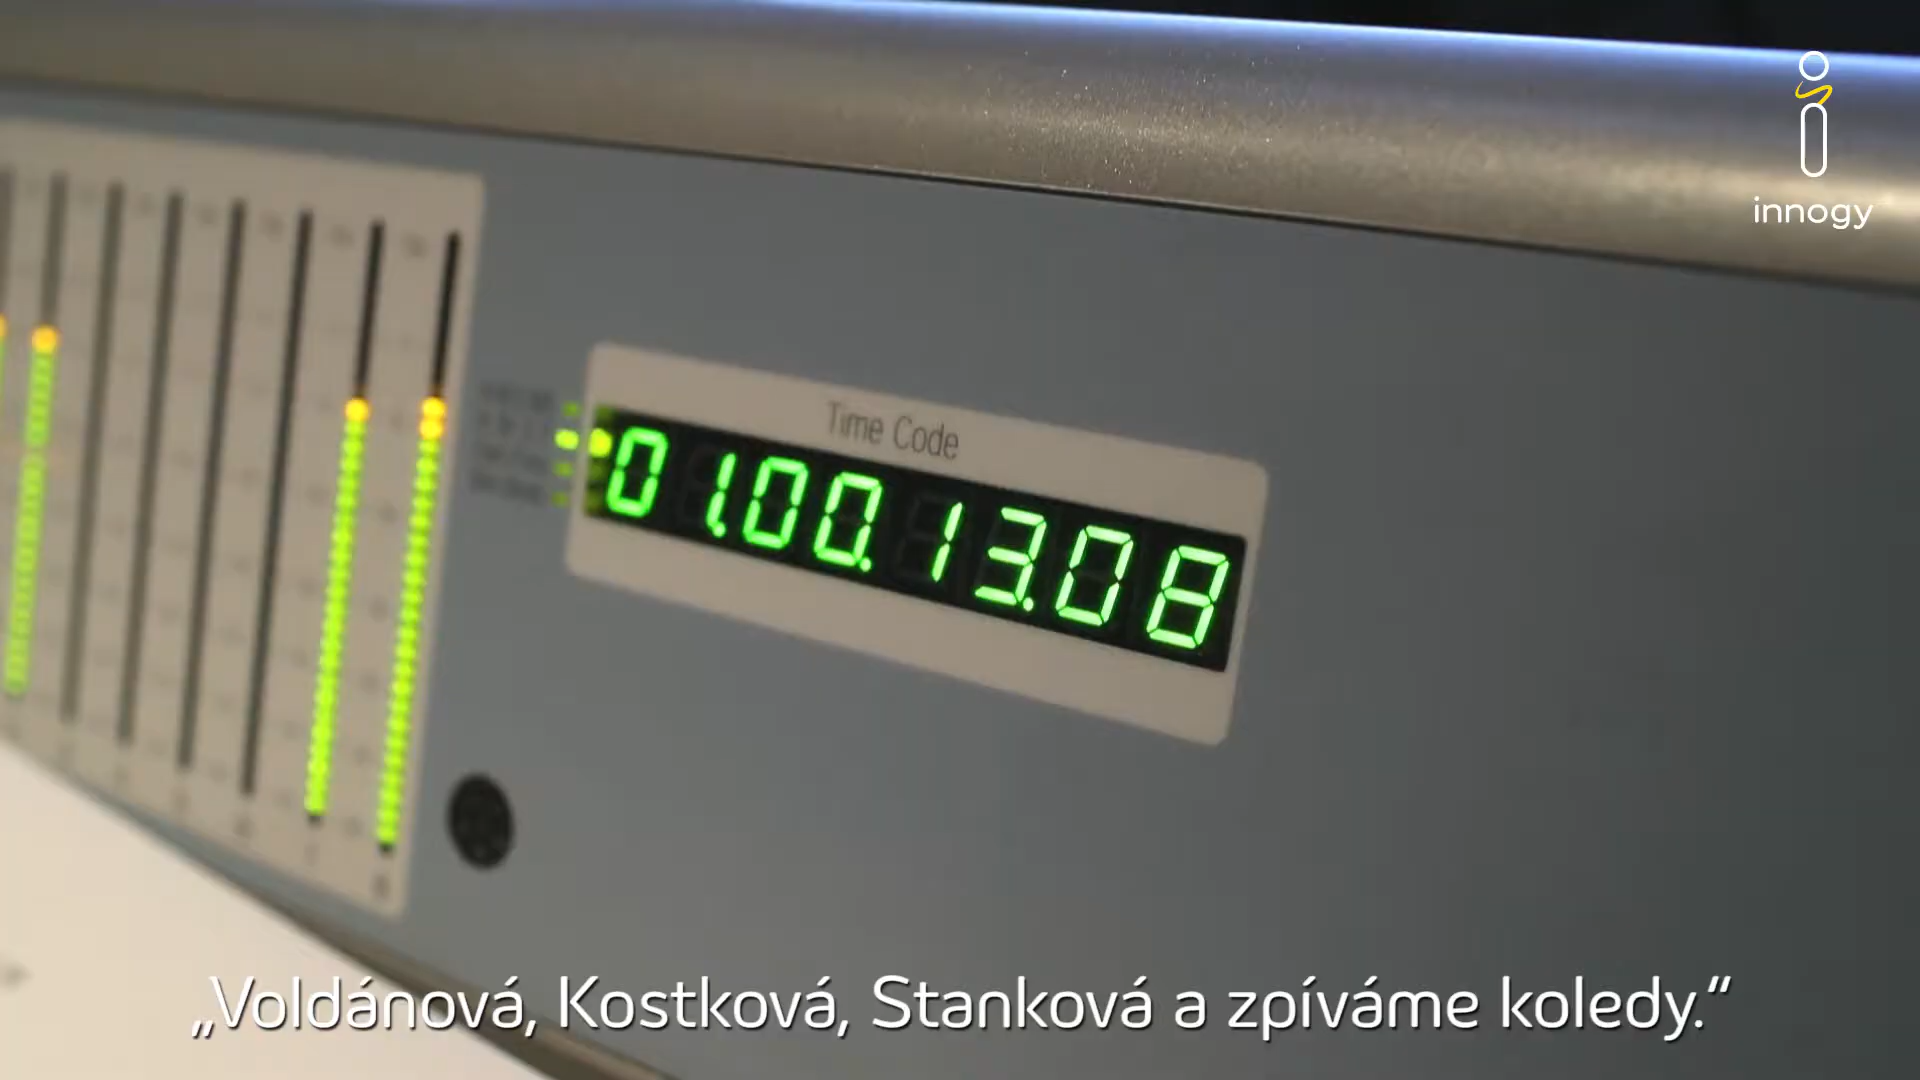 innogy
Time Code
01.00.13.08
„Voldánová, Kostková, Stanková a zpíváme koledy.“